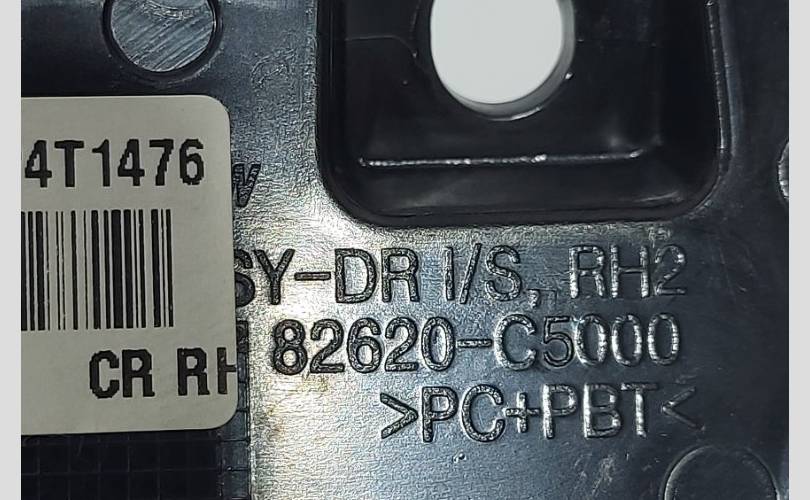 4T1476
CR RH
SY-DR I/S, RH2
82620-C5000
>PC+PBT<